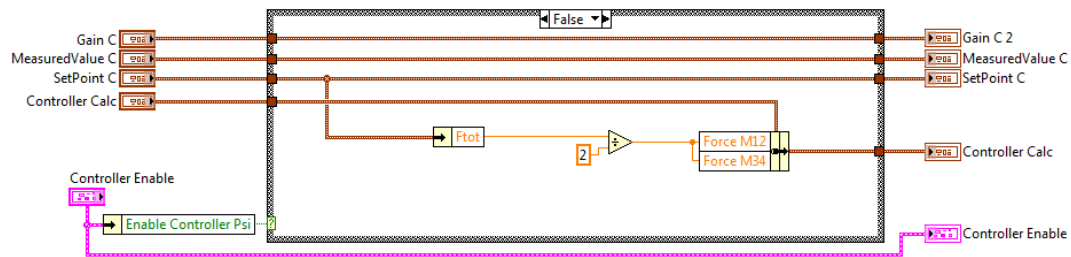 False
Gain C
Gain C 2
MeasuredValue C
MeasuredValue C
SetPoint C
SetPoint C
Controller Calc
Ftot
2
Force M12
Force M34
Controller Calc
Controller Enable
Enable Controller Psi
?
Controller Enable